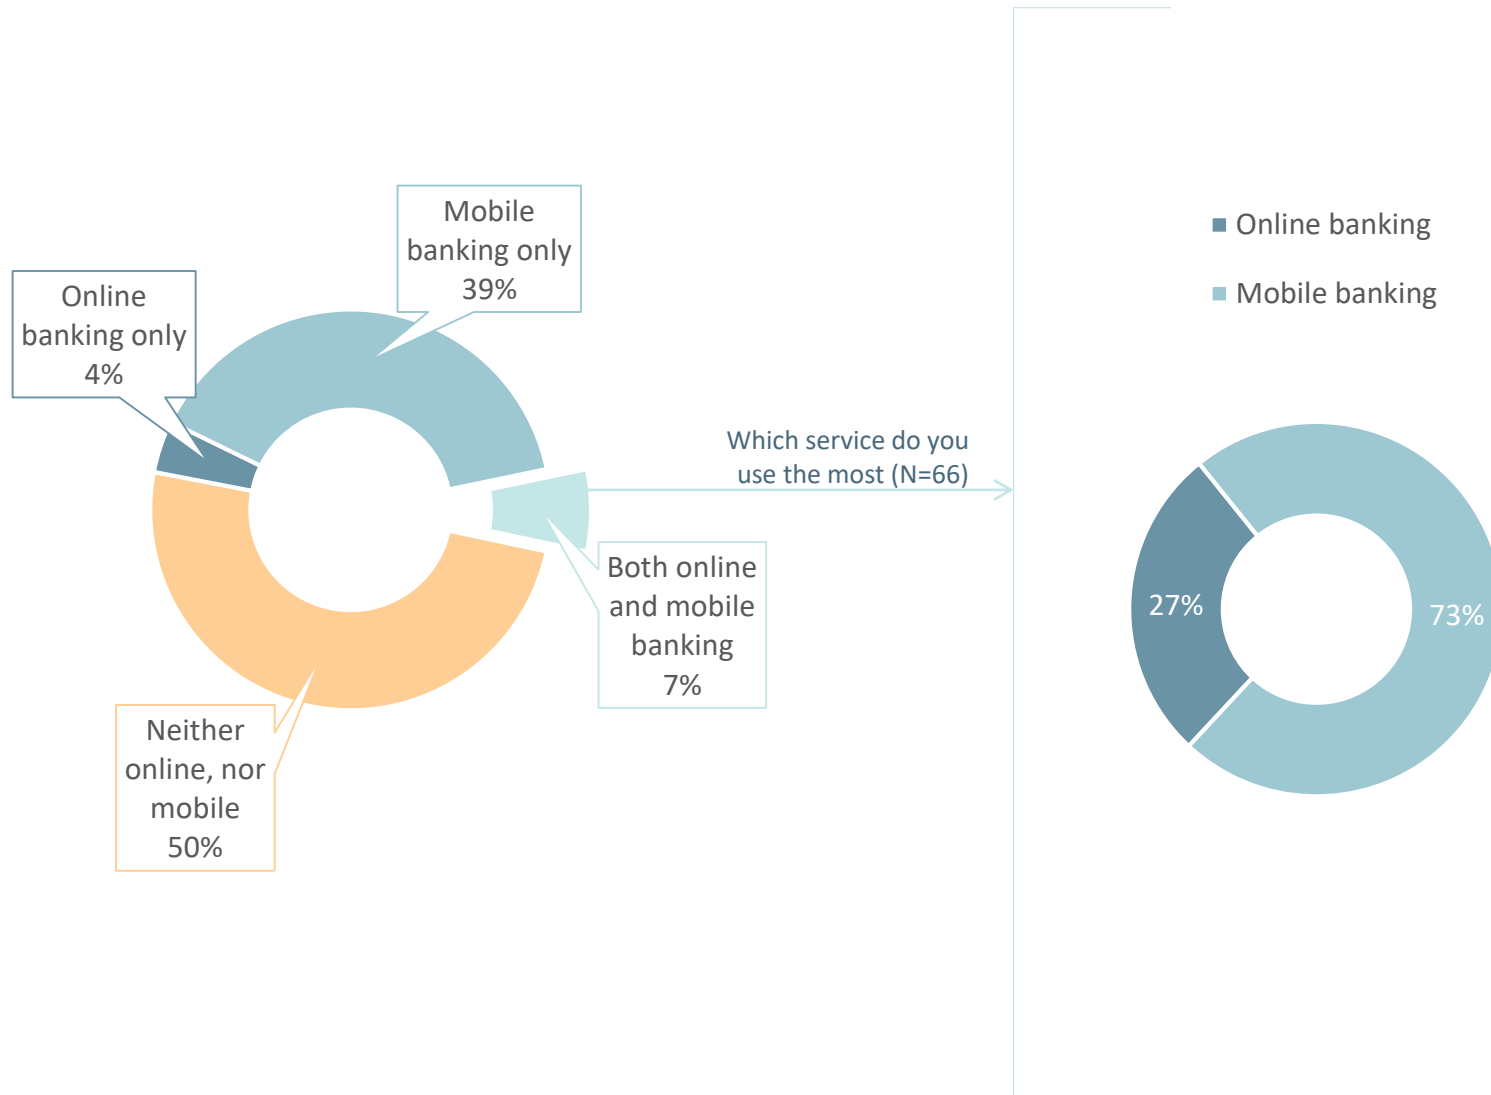 Mobile
banking only
39%
Online
banking only
4%
Which service do you
use the most (N=66)
Both online
and mobile
banking
7%
Neither
online, nor
mobile
50%
Online banking
Mobile banking
27%
73%